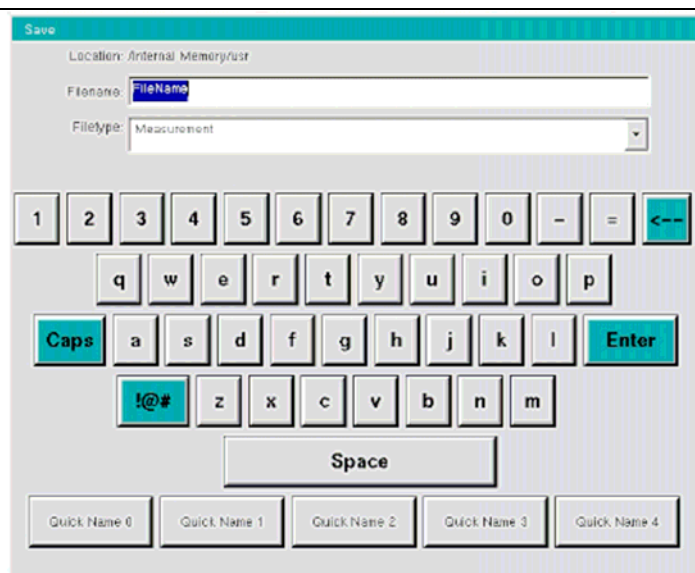 Save
Location: /Internal Memory/usr
Filename: FileName
Filetype: Measurement
1 2 3 4 5 6 7 8 9 0 - = <--
q w e r t y u i o p
Caps a s d f g h j k l Enter
!@# z x c v b n m
Space
Quick Name 0 Quick Name 1 Quick Name 2 Quick Name 3 Quick Name 4